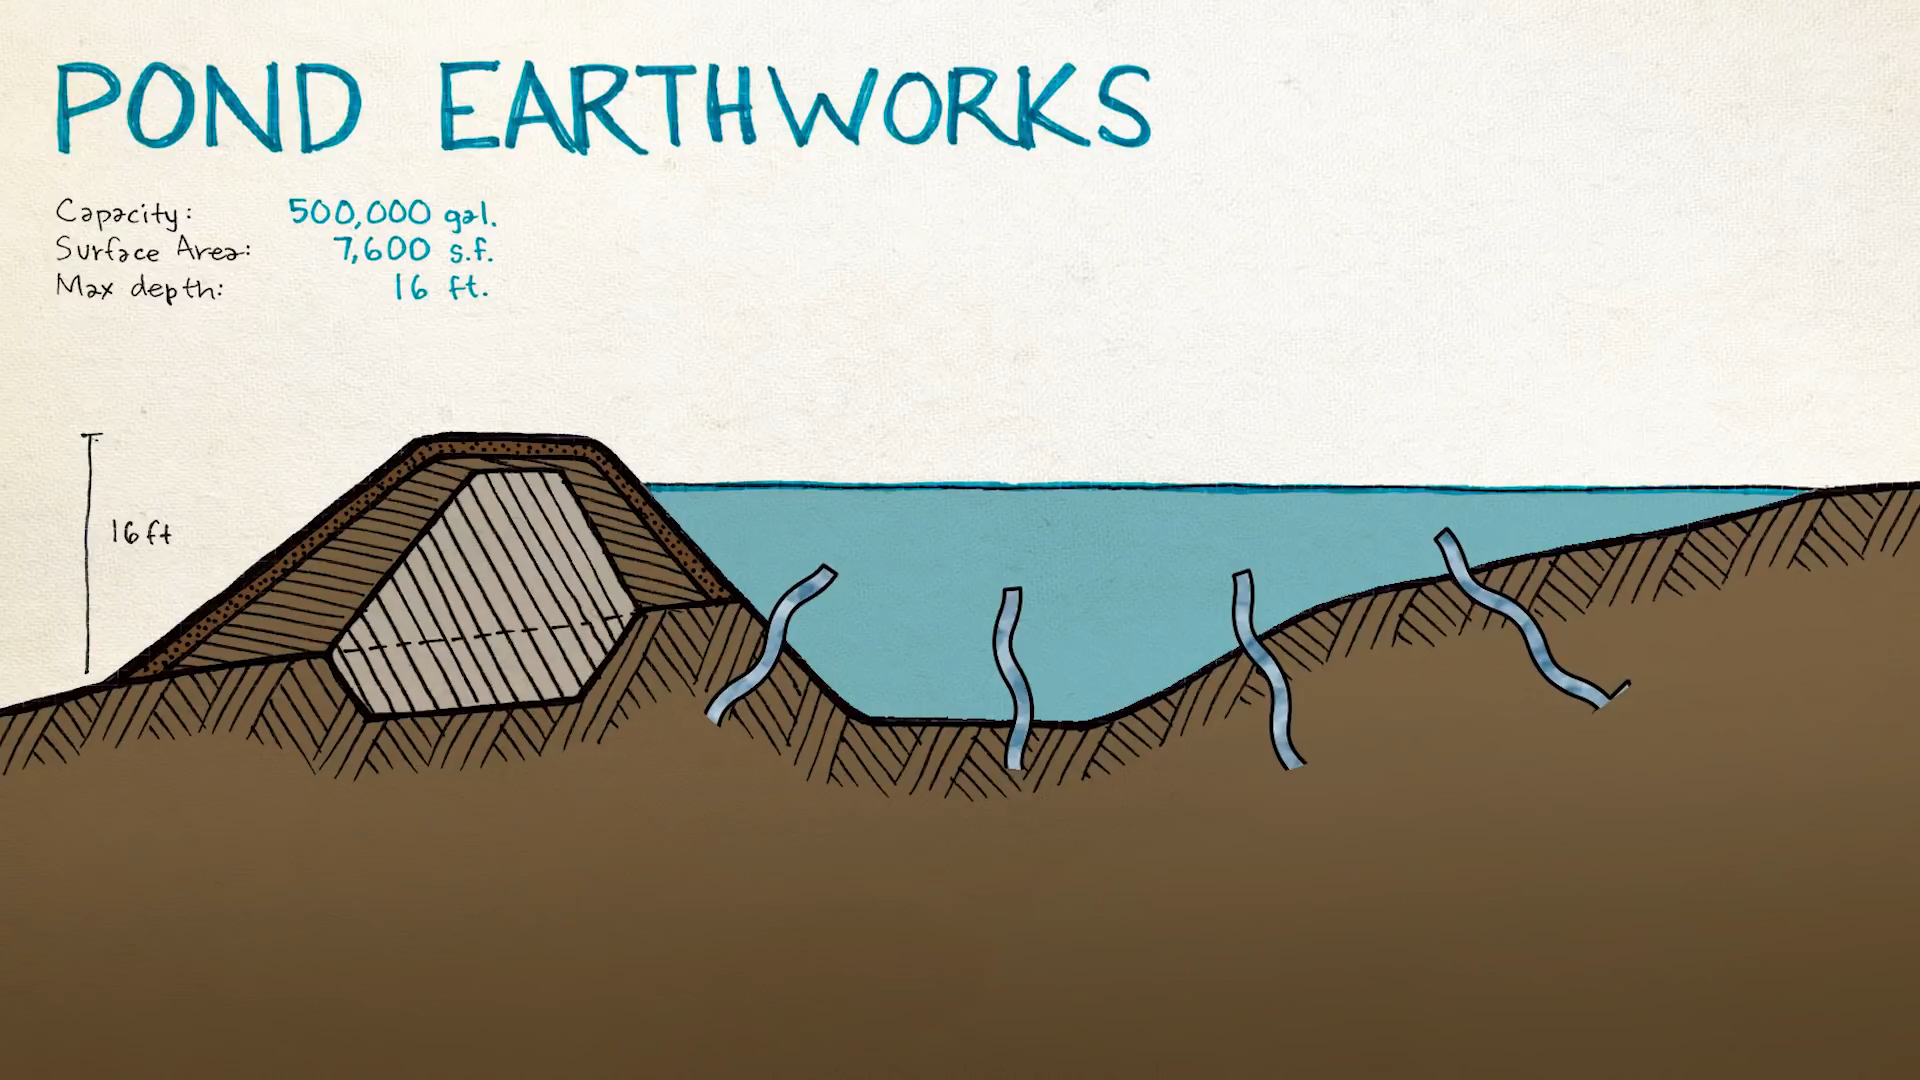 POND EARTHWORKS
Capacity: 500,000 gal.
Surface Area: 7,600 s.f.
Max depth: 16 ft.
16 ft